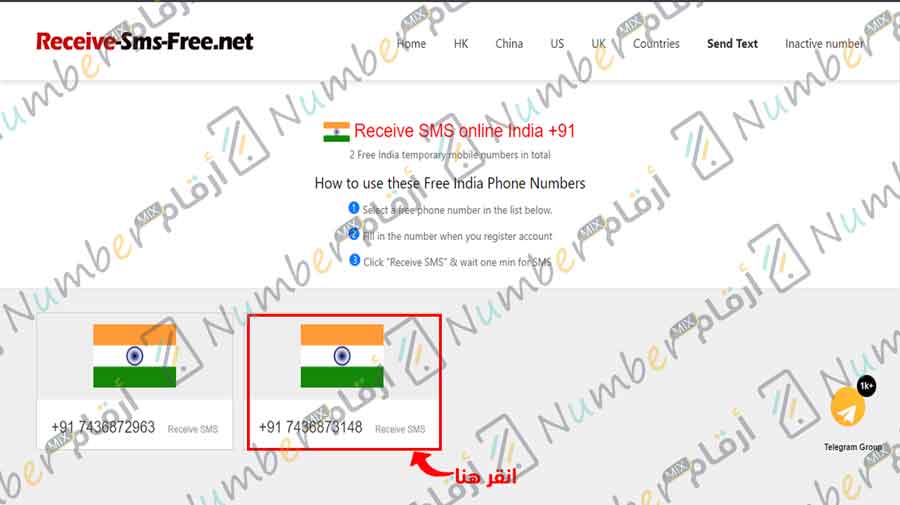 Receive-Sms-Free.net
Home HK China US UK Countries Send Text Inactive number
Receive SMS online India +91
2 Free India temporary mobile numbers in total
How to use these Free India Phone Numbers
1 Select a free phone number in the list below.
2 Fill in the number when you register account
3 Click "Receive SMS" & wait one min for SMS
+91 7436872963 Receive SMS
+91 7436873148 Receive SMS
1k+
Telegram Group
انقر هنا
Number MIX أرقام